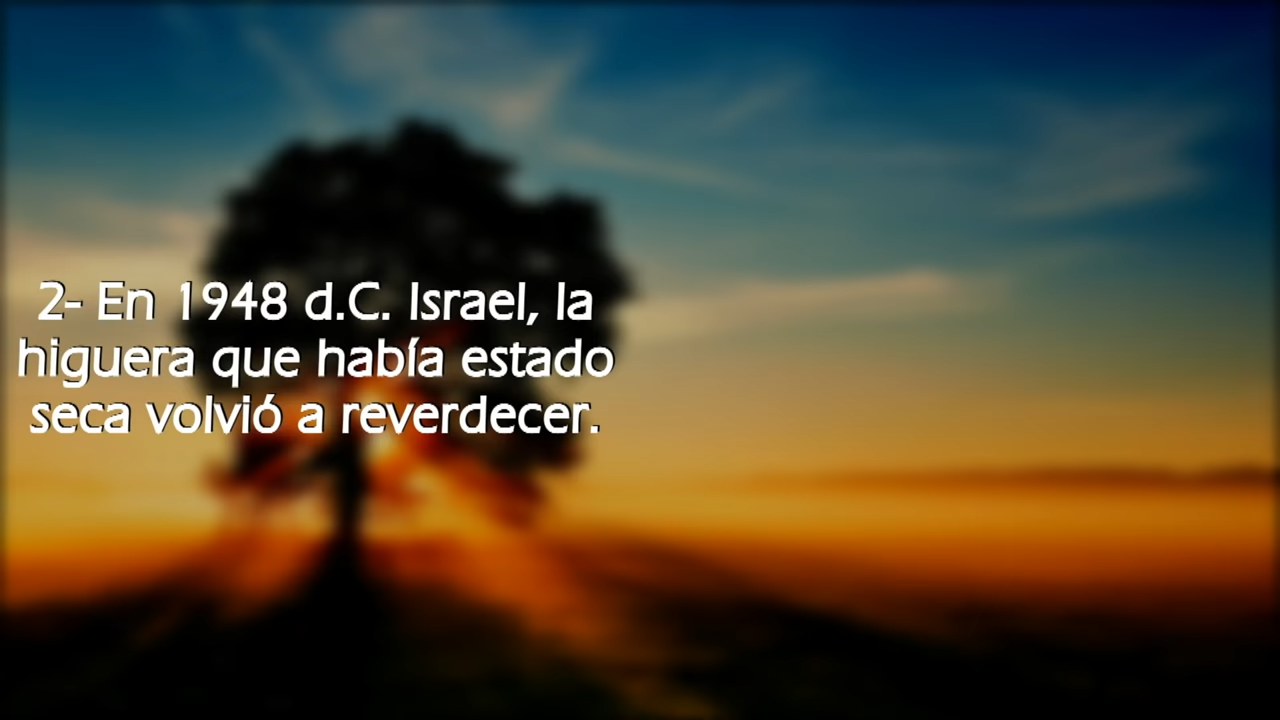 2- En 1948 d.C. Israel, la
higuera que había estado
seca volvió a reverdecer.